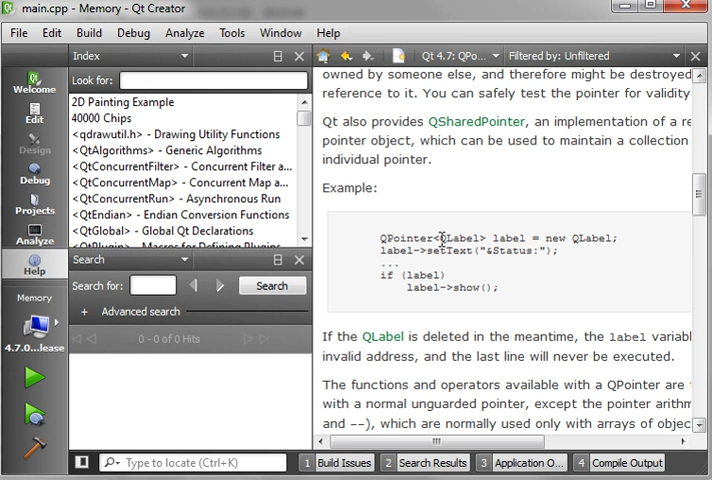 main.cpp - Memory - Qt Creator
File Edit Build Debug Analyze Tools Window Help
Index
Qt 4.7: QPo...
Filtered by: Unfiltered
Look for:
2D Painting Example
40000 Chips
<qdrawutil.h> - Drawing Utility Functions
<QtAlgorithms> - Generic Algorithms
<QtConcurrentFilter> - Concurrent Filter a...
<QtConcurrentMap> - Concurrent Map a...
<QtConcurrentRun> - Asynchronous Run
<QtEndian> - Endian Conversion Functions
<QtGlobal> - Global Qt Declarations
<QtPlugin> - Macros for Defining Plugins
Welcome
Edit
Design
Debug
Projects
Analyze
Help
Memory
4.7.0...lease
Search
Search for:
Search
+ Advanced search
0 - 0 of 0 Hits
owned by someone else, and therefore might be destroyed
reference to it. You can safely test the pointer for validity
Qt also provides QSharedPointer, an implementation of a re
pointer object, which can be used to maintain a collection
individual pointer.
Example:
QPointer<QLabel> label = new QLabel;
label->setText("&Status:");
...
if (label)
label->show();
If the QLabel is deleted in the meantime, the label variab
invalid address, and the last line will never be executed.
The functions and operators available with a QPointer are
with a normal unguarded pointer, except the pointer arithm
and --), which are normally used only with arrays of objec
Type to locate (Ctrl+K)
1 Build Issues
2 Search Results
3 Application O...
4 Compile Output